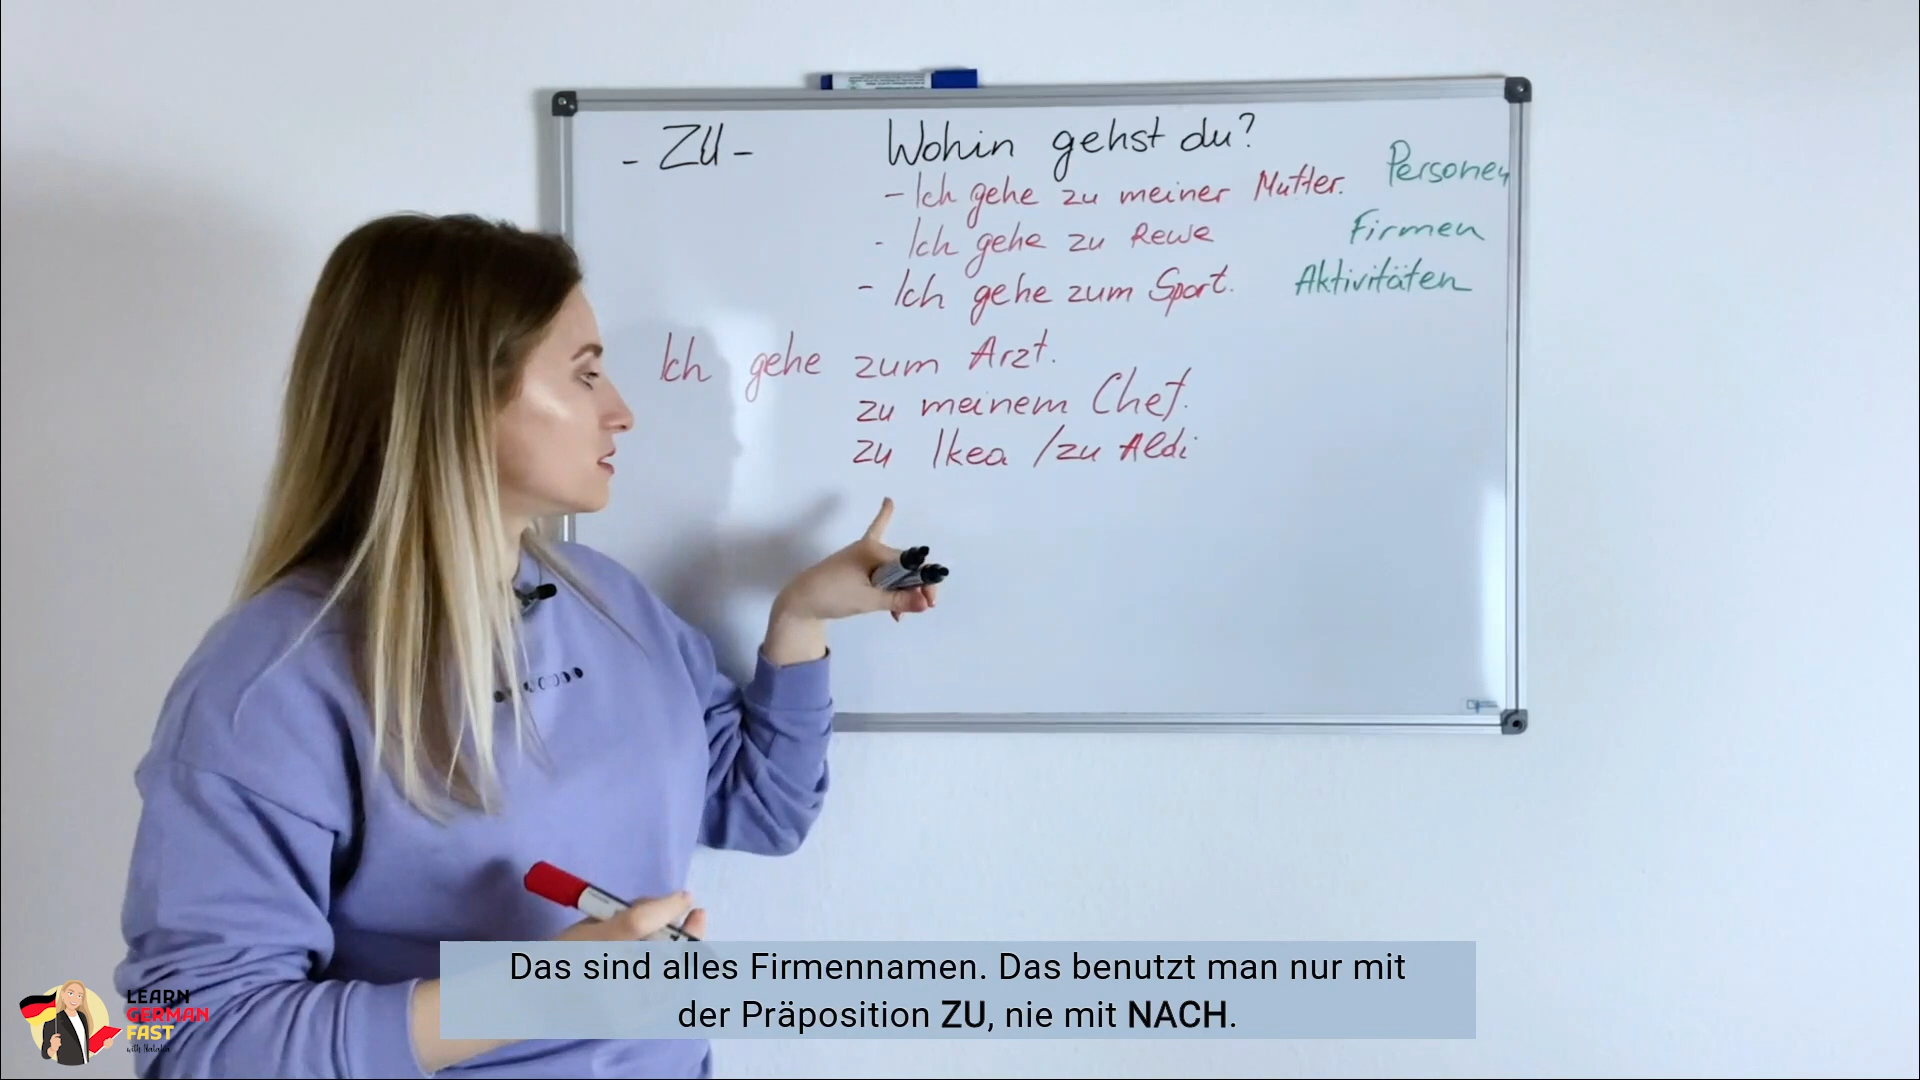 - ZU -
Wohin gehst du?
- Ich gehe zu meiner Mutter. Personen
- Ich gehe zu Rewe Firmen
- Ich gehe zum Sport. Aktivitäten
Ich gehe zum Arzt.
zu meinem Chef.
zu Ikea / zu Aldi
Das sind alles Firmennamen. Das benutzt man nur mit
der Präposition ZU, nie mit NACH.
LEARN
GERMAN
FAST
with Natalia